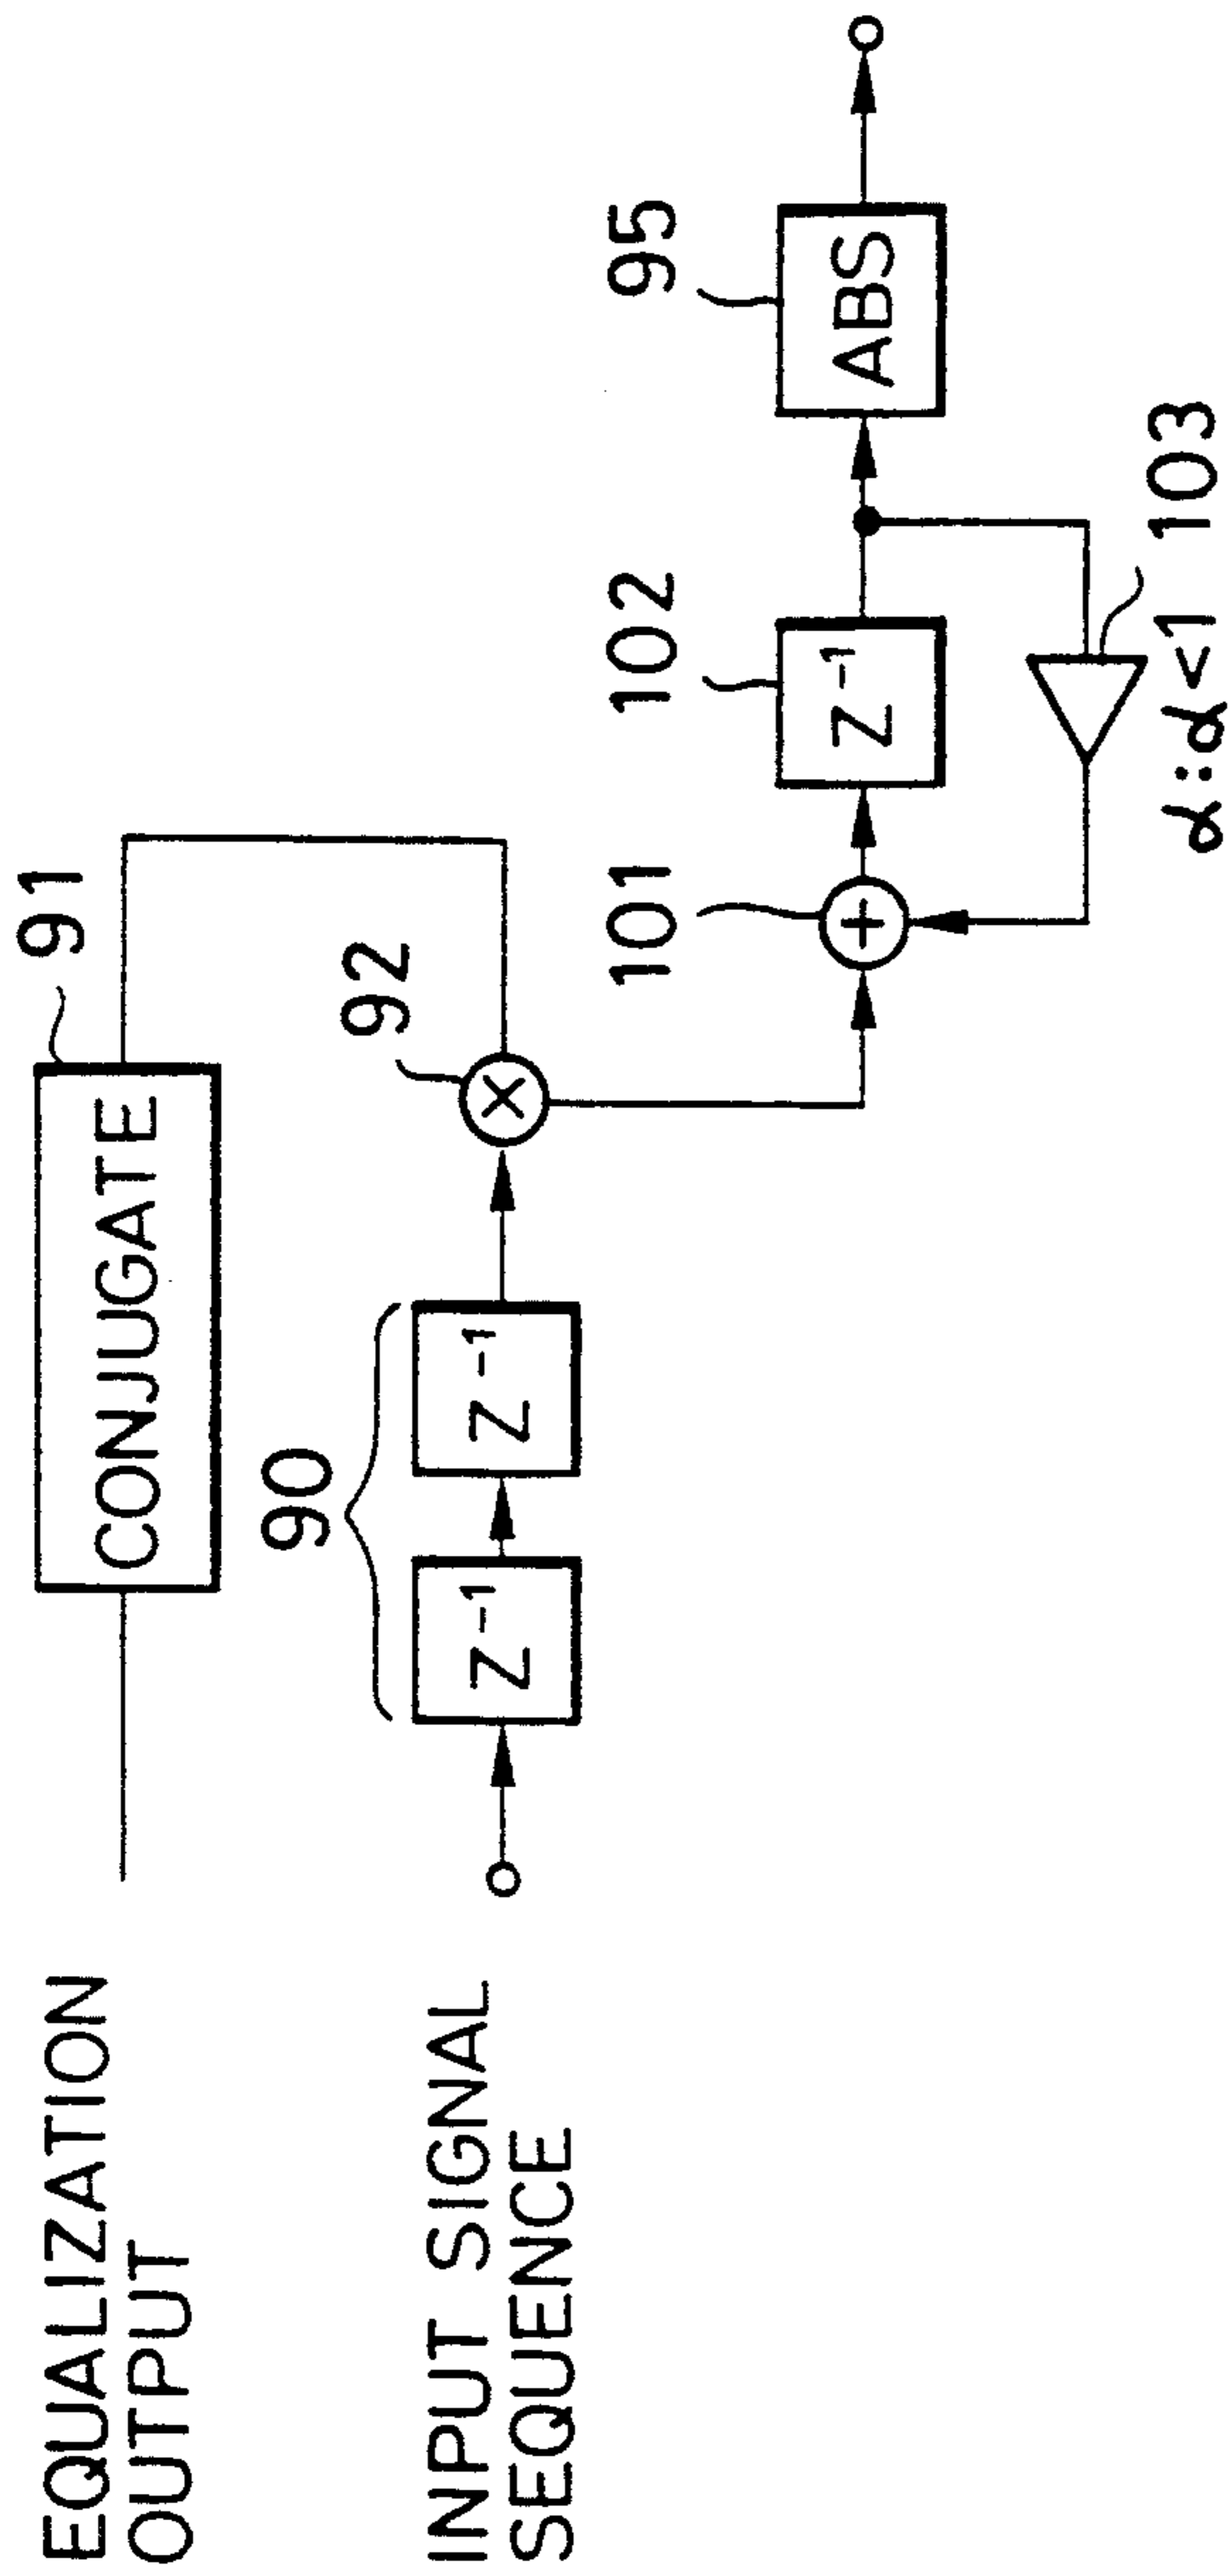 EQUALIZATION
OUTPUT
CONJUGATE
91
INPUT SIGNAL
SEQUENCE
90
Z⁻¹
Z⁻¹
92
×
101
+
102
Z⁻¹
95
ABS
α:α<1
103